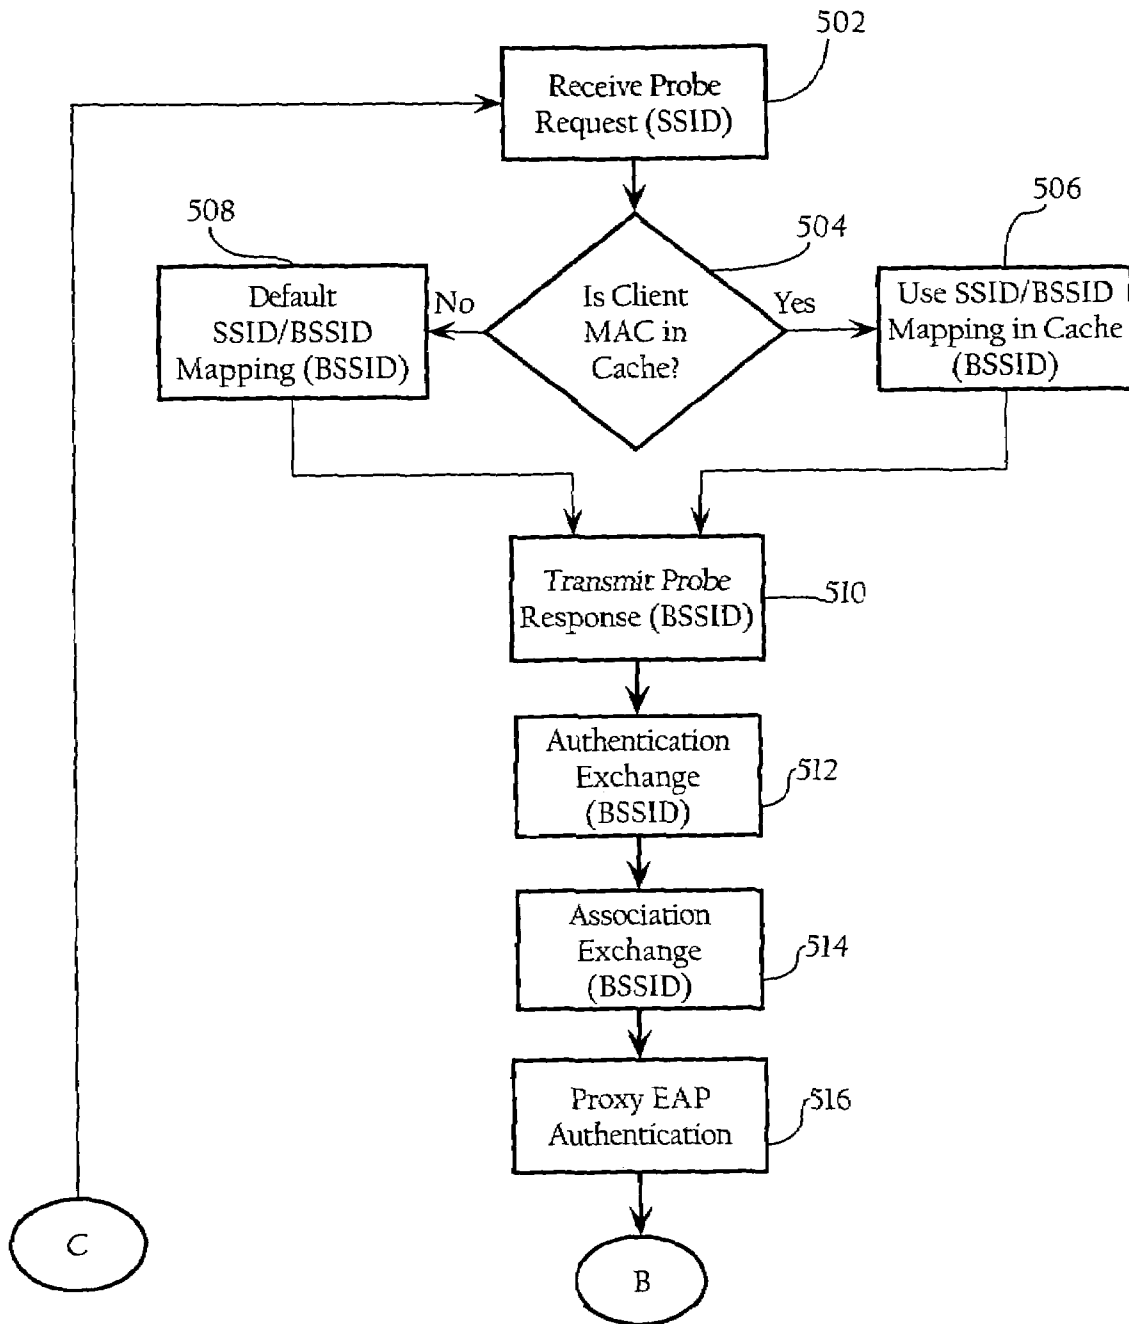 502
Receive Probe
Request (SSID)
508
504
506
Default
SSID/BSSID
Mapping (BSSID)
No
Is Client
MAC in
Cache?
Yes
Use SSID/BSSID
Mapping in Cache
(BSSID)
Transmit Probe
Response (BSSID)
510
Authentication
Exchange
(BSSID)
512
Association
Exchange
(BSSID)
514
Proxy EAP
Authentication
516
C
B